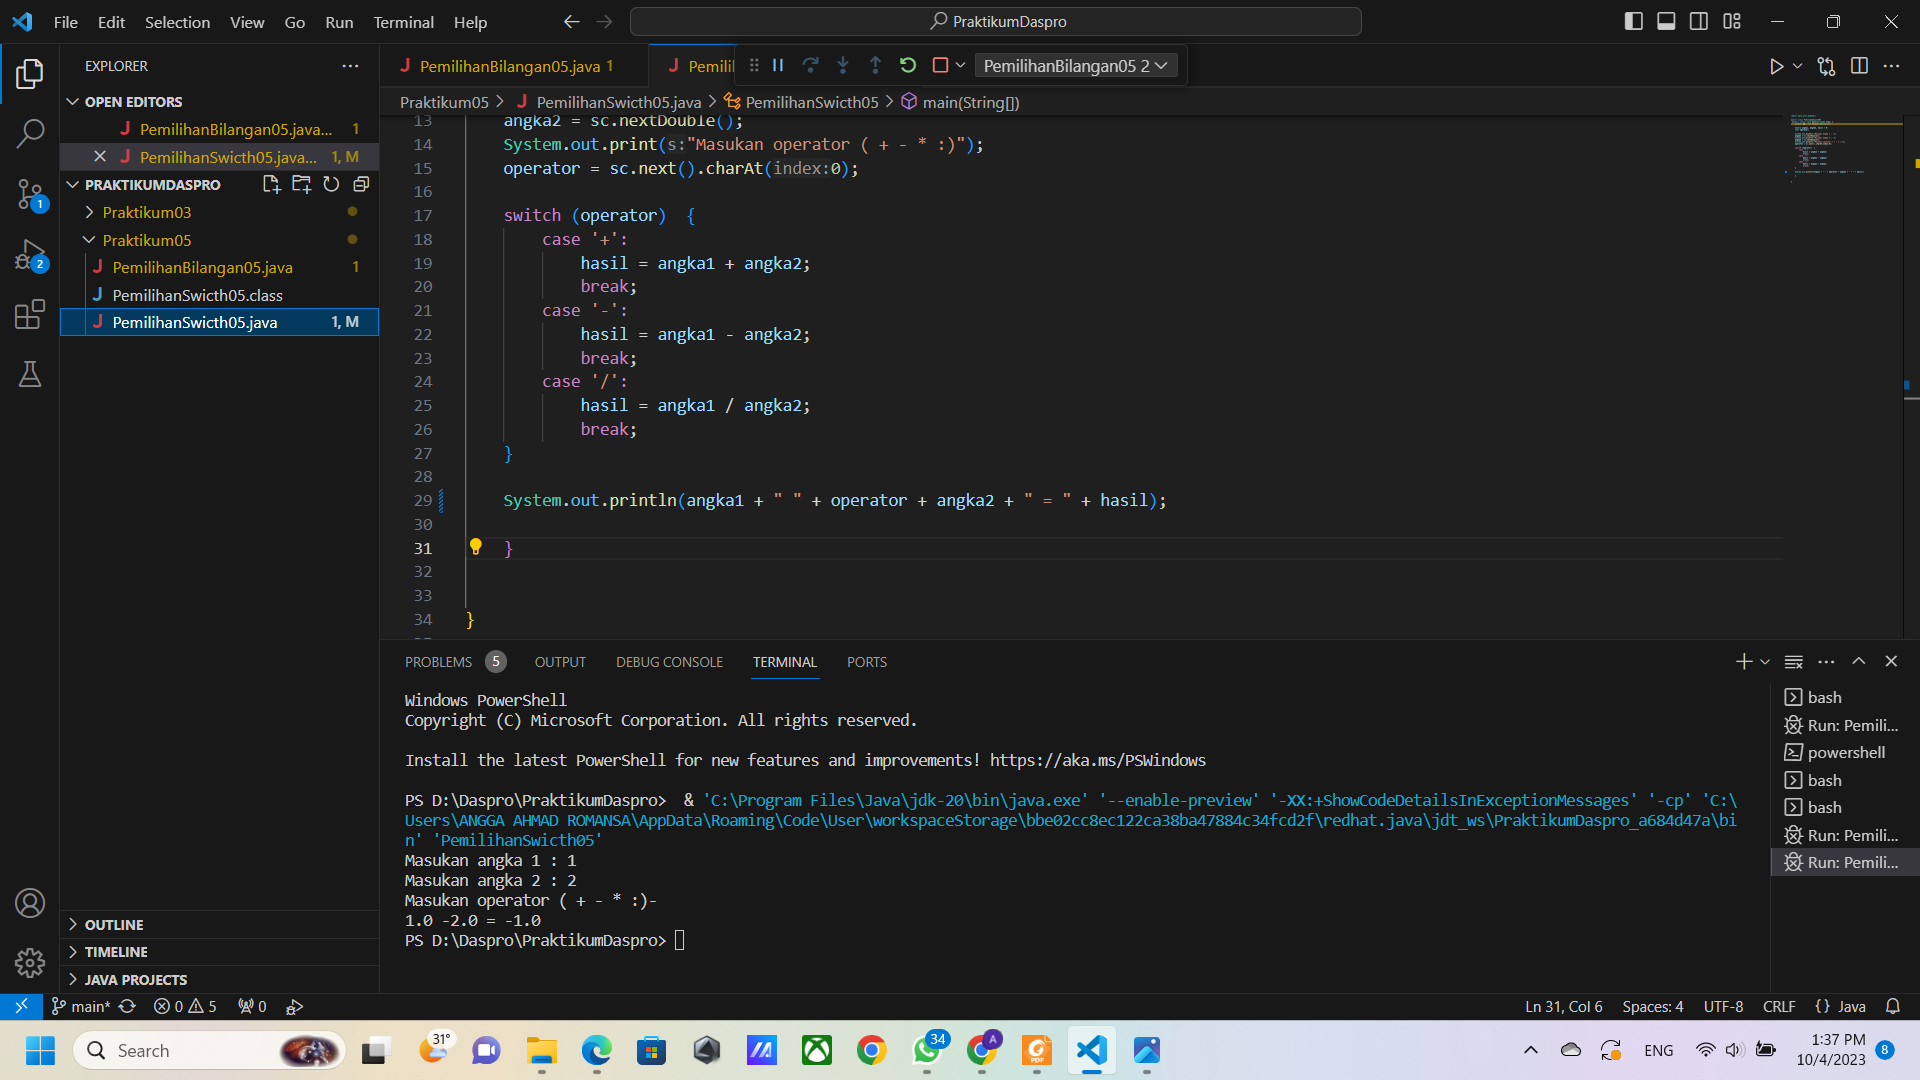 File Edit Selection View Go Run Terminal Help
PraktikumDaspro
EXPLORER
OPEN EDITORS
PemilihanBilangan05.java... 1
PemilihanSwicth05.java... 1, M
PRAKTIKUMDASPRO
Praktikum03
Praktikum05
PemilihanBilangan05.java 1
PemilihanSwicth05.class
PemilihanSwicth05.java 1, M
OUTLINE
TIMELINE
JAVA PROJECTS
1
2
PemilihanBilangan05.java 1
Pemili
PemilihanBilangan05 2
Praktikum05 > PemilihanSwicth05.java > PemilihanSwicth05 > main(String[])
13 angka2 = sc.nextDouble();
14 System.out.print(s:"Masukan operator ( + - * :)");
15 operator = sc.next().charAt(index:0);
16
17 switch (operator)  {
18 case '+':
19 hasil = angka1 + angka2;
20 break;
21 case '-':
22 hasil = angka1 - angka2;
23 break;
24 case '/':
25 hasil = angka1 / angka2;
26 break;
27 }
28
29 System.out.println(angka1 + " " + operator + angka2 + " = " + hasil);
30
31 }
32
33
34 }
PROBLEMS 5 OUTPUT DEBUG CONSOLE TERMINAL PORTS
Windows PowerShell
Copyright (C) Microsoft Corporation. All rights reserved.
Install the latest PowerShell for new features and improvements! https://aka.ms/PSWindows
PS D:\Daspro\PraktikumDaspro>  & 'C:\Program Files\Java\jdk-20\bin\java.exe' '--enable-preview' '-XX:+ShowCodeDetailsInExceptionMessages' '-cp' 'C:\
Users\ANGGA AHMAD ROMANSA\AppData\Roaming\Code\User\workspaceStorage\bbe02cc8ec122ca38ba47884c34fcd2f\redhat.java\jdt_ws\PraktikumDaspro_a684d47a\bi
n' 'PemilihanSwicth05'
Masukan angka 1 : 1
Masukan angka 2 : 2
Masukan operator ( + - * :)-
1.0 -2.0 = -1.0
PS D:\Daspro\PraktikumDaspro>
bash
Run: Pemili...
powershell
bash
bash
Run: Pemili...
Run: Pemili...
main* 0 5 0
Ln 31, Col 6 Spaces: 4 UTF-8 CRLF {} Java
Search
31°
34
A
PDF
ENG
1:37 PM
10/4/2023
8